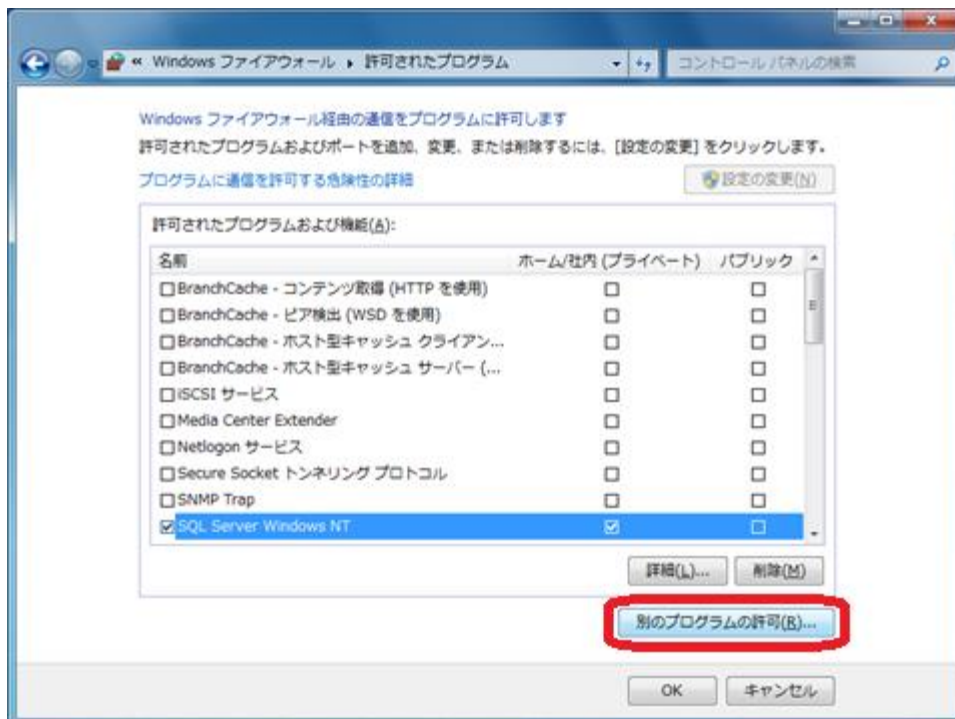 « Windows ファイアウォール ▸ 許可されたプログラム
コントロール パネルの検索
Windows ファイアウォール経由の通信をプログラムに許可します
許可されたプログラムおよびポートを追加、変更、または削除するには、[設定の変更] をクリックします。
プログラムに通信を許可する危険性の詳細
設定の変更(N)
許可されたプログラムおよび機能(A):
名前 ホーム/社内 (プライベート) パブリック
BranchCache - コンテンツ取得 (HTTP を使用)
BranchCache - ピア検出 (WSD を使用)
BranchCache - ホスト型キャッシュ クライアン...
BranchCache - ホスト型キャッシュ サーバー (...
iSCSI サービス
Media Center Extender
Netlogon サービス
Secure Socket トンネリング プロトコル
SNMP Trap
SQL Server Windows NT
詳細(L)... 削除(M)
別のプログラムの許可(R)...
OK キャンセル